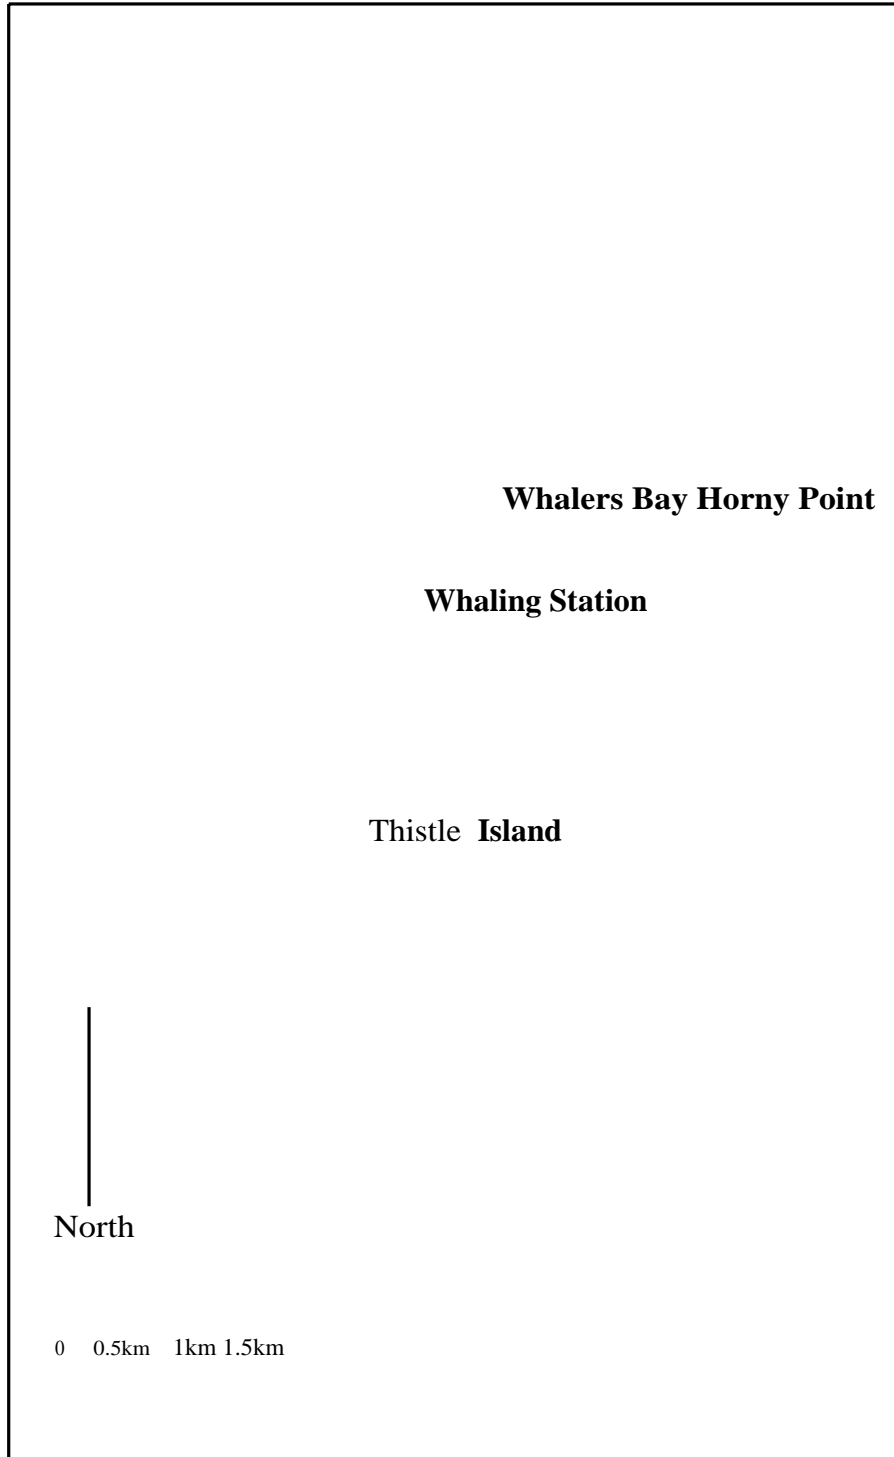 Whalers Bay Horny Point
Whaling Station
Thistle Island
North
0 0.5km 1km 1.5km